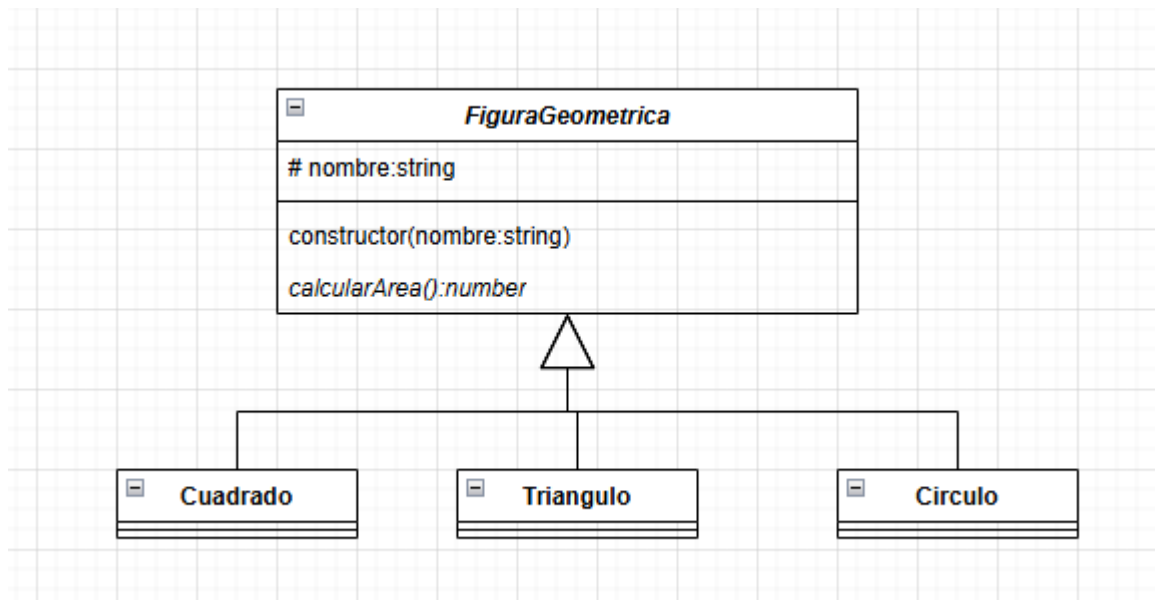 FiguraGeometrica
# nombre:string
constructor(nombre:string)
calcularArea():number
Cuadrado
Triangulo
Circulo